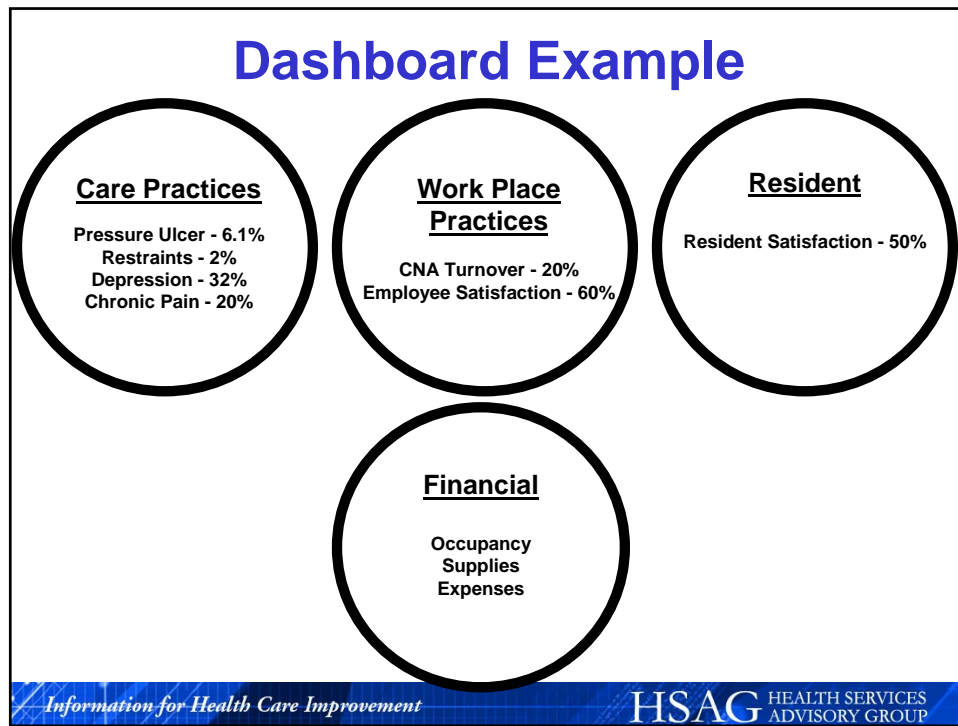 Dashboard Example
Care Practices
Pressure Ulcer - 6.1%
Restraints - 2%
Depression - 32%
Chronic Pain - 20%
Work Place
Practices
CNA Turnover - 20%
Employee Satisfaction - 60%
Resident
Resident Satisfaction - 50%
Financial
Occupancy
Supplies
Expenses
Information for Health Care Improvement
HSAG HEALTH SERVICES
ADVISORY GROUP